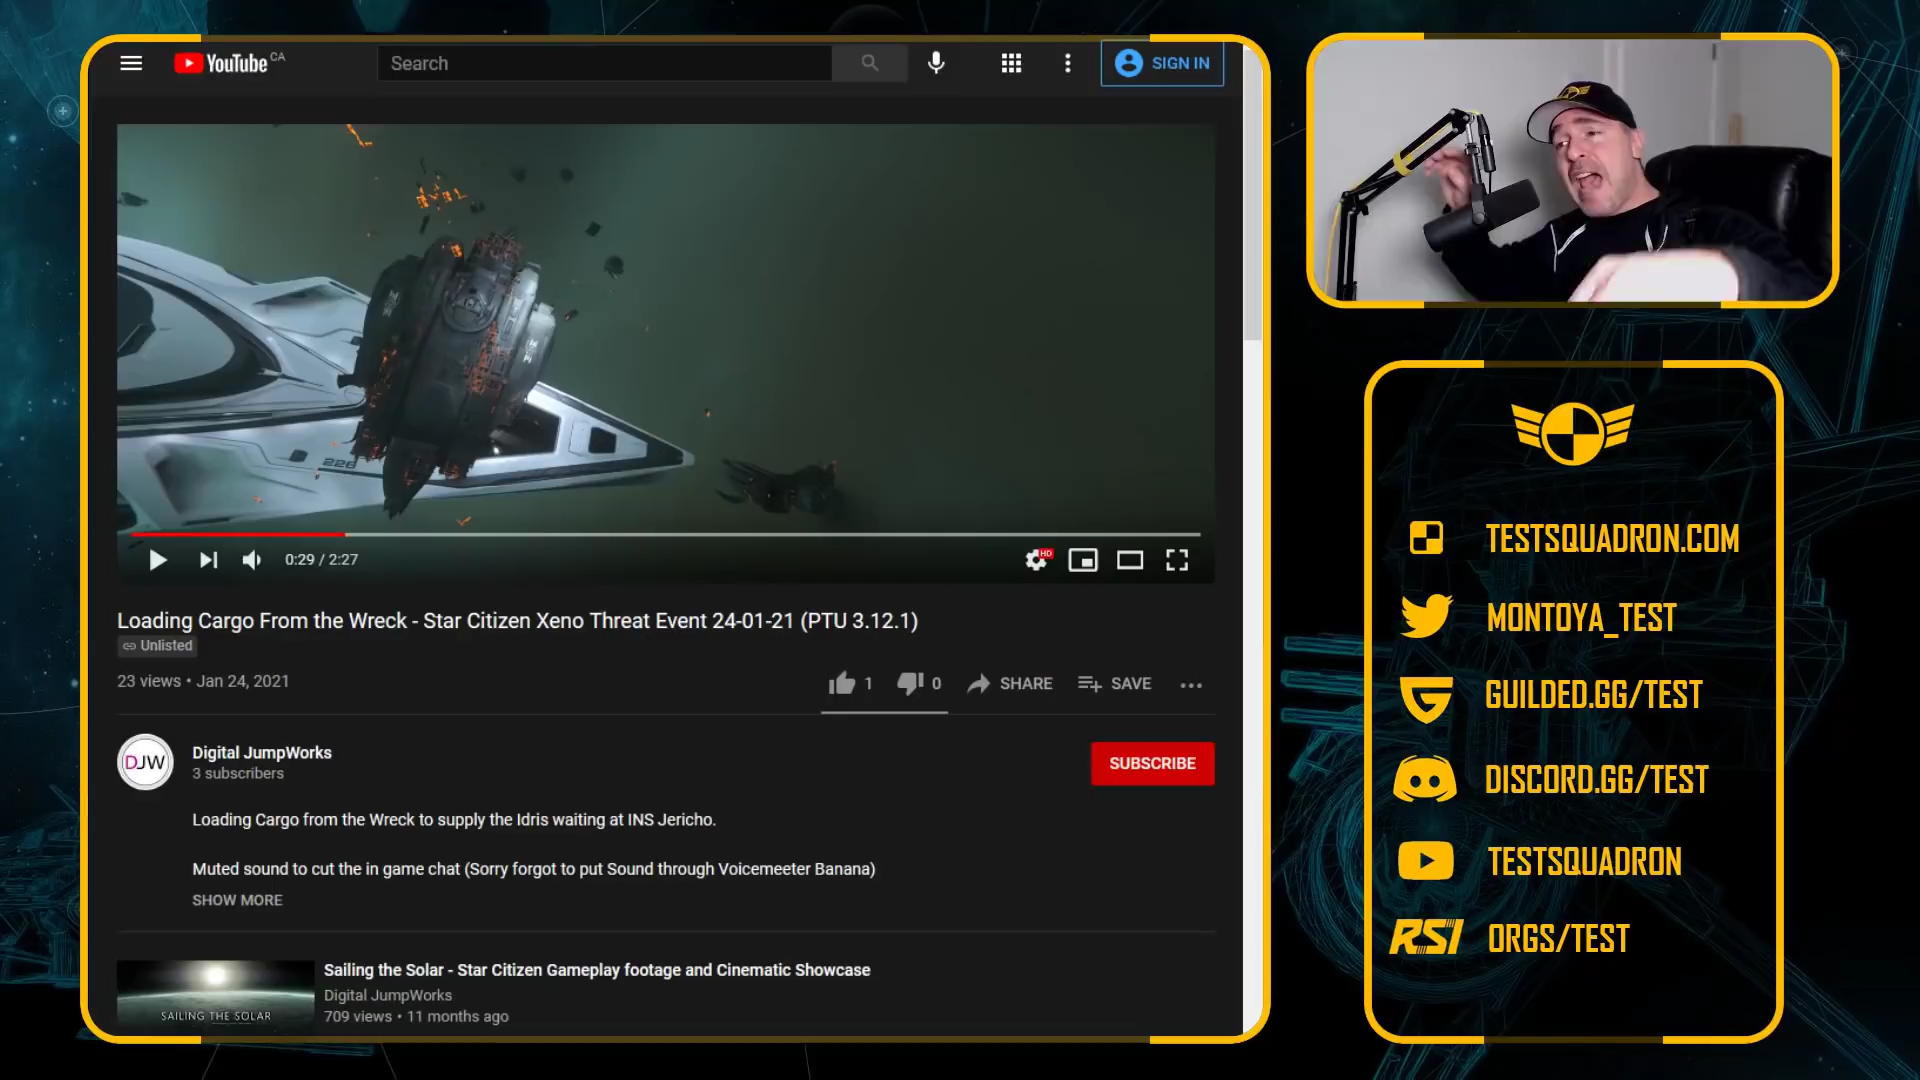 YouTube CA
Search
SIGN IN
226
HD
0:29 / 2:27
Loading Cargo From the Wreck - Star Citizen Xeno Threat Event 24-01-21 (PTU 3.12.1)
Unlisted
23 views • Jan 24, 2021
1
0
SHARE
SAVE
DJW
Digital JumpWorks
3 subscribers
SUBSCRIBE
Loading Cargo from the Wreck to supply the Idris waiting at INS Jericho.
Muted sound to cut the in game chat (Sorry forgot to put Sound through Voicemeeter Banana)
SHOW MORE
SAILING THE SOLAR
Sailing the Solar - Star Citizen Gameplay footage and Cinematic Showcase
Digital JumpWorks
709 views • 11 months ago
TESTSQUADRON.COM
MONTOYA_TEST
GUILDED.GG/TEST
DISCORD.GG/TEST
TESTSQUADRON
RSI ORGS/TEST